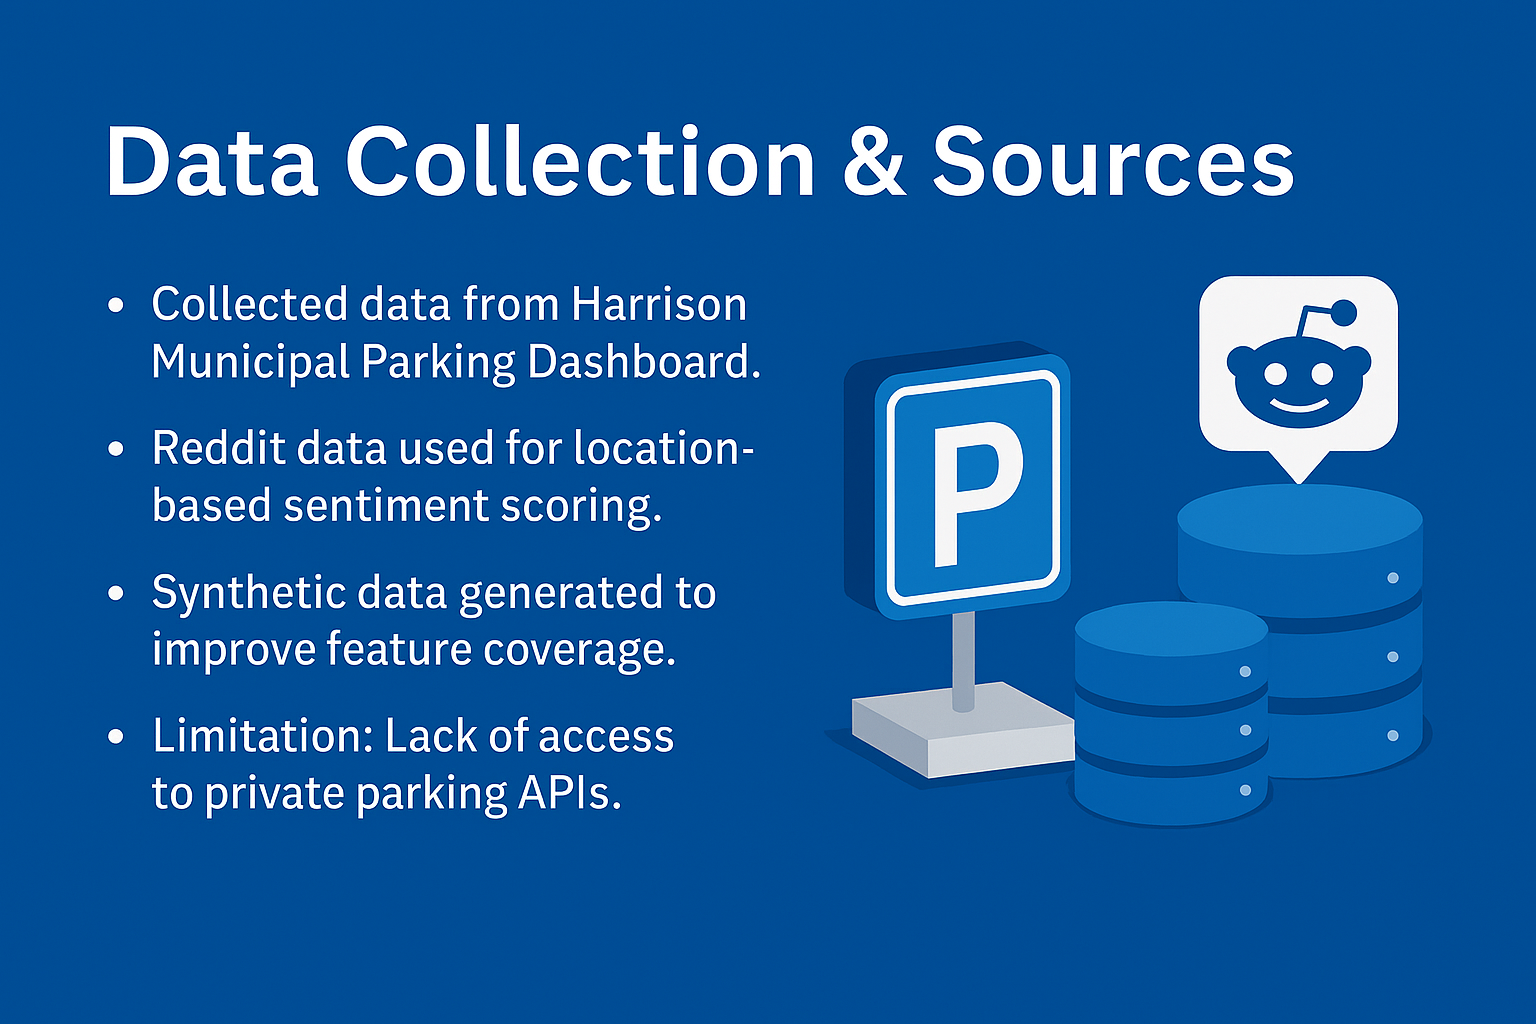 Data Collection & Sources
• Collected data from Harrison
Municipal Parking Dashboard.
• Reddit data used for location-
based sentiment scoring.
• Synthetic data generated to
improve feature coverage.
• Limitation: Lack of access
to private parking APIs.
P